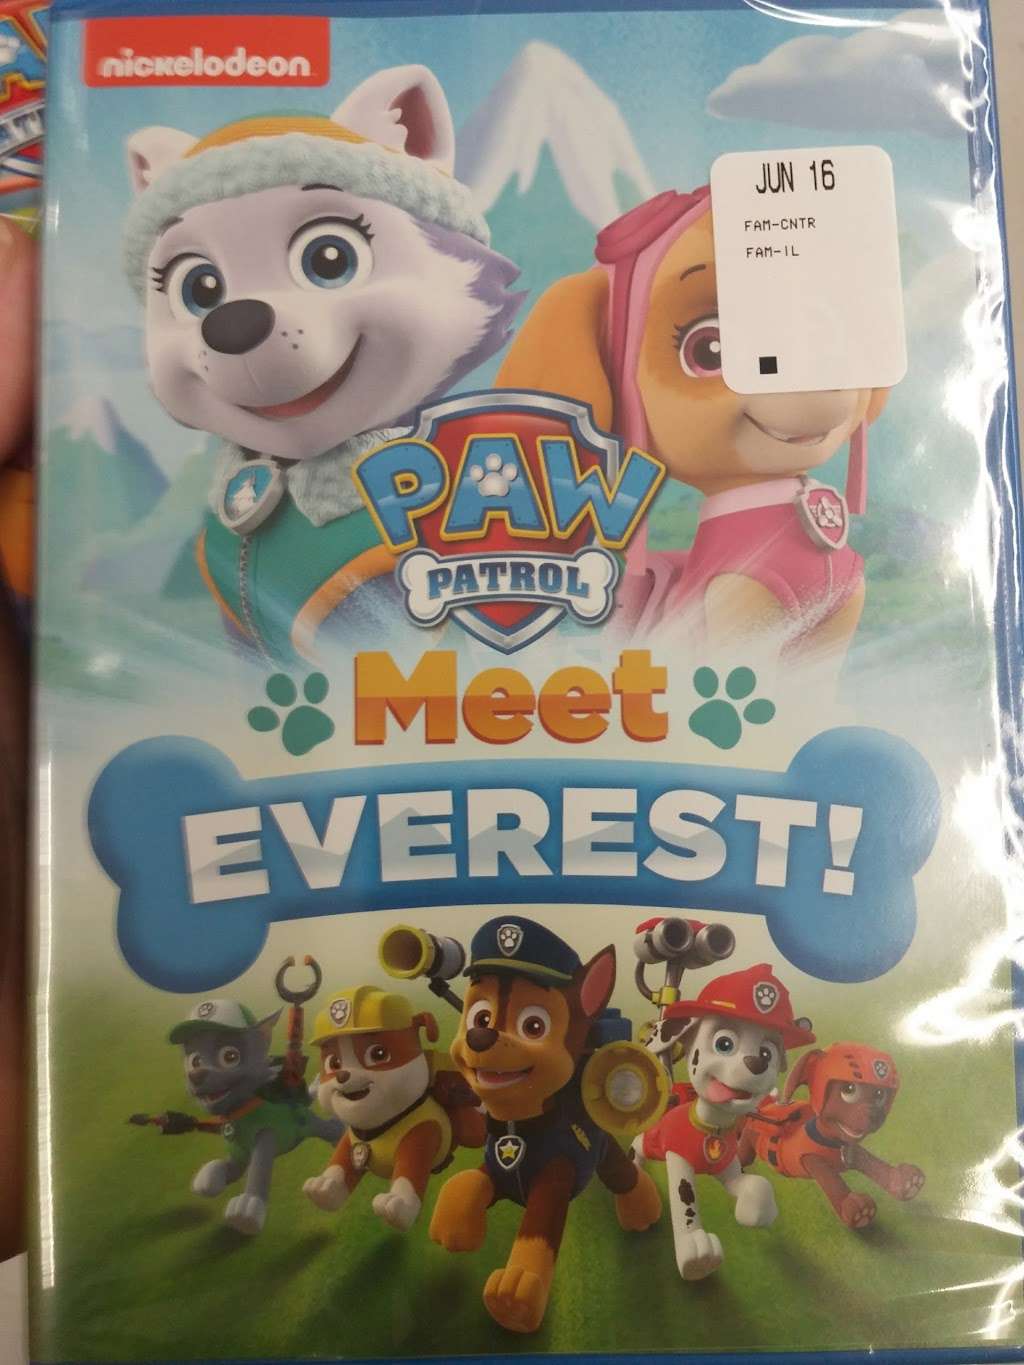 nickelodeon
JUN 16
FAM-CNTR
FAM-IL
PAW
PATROL
Meet
EVEREST!